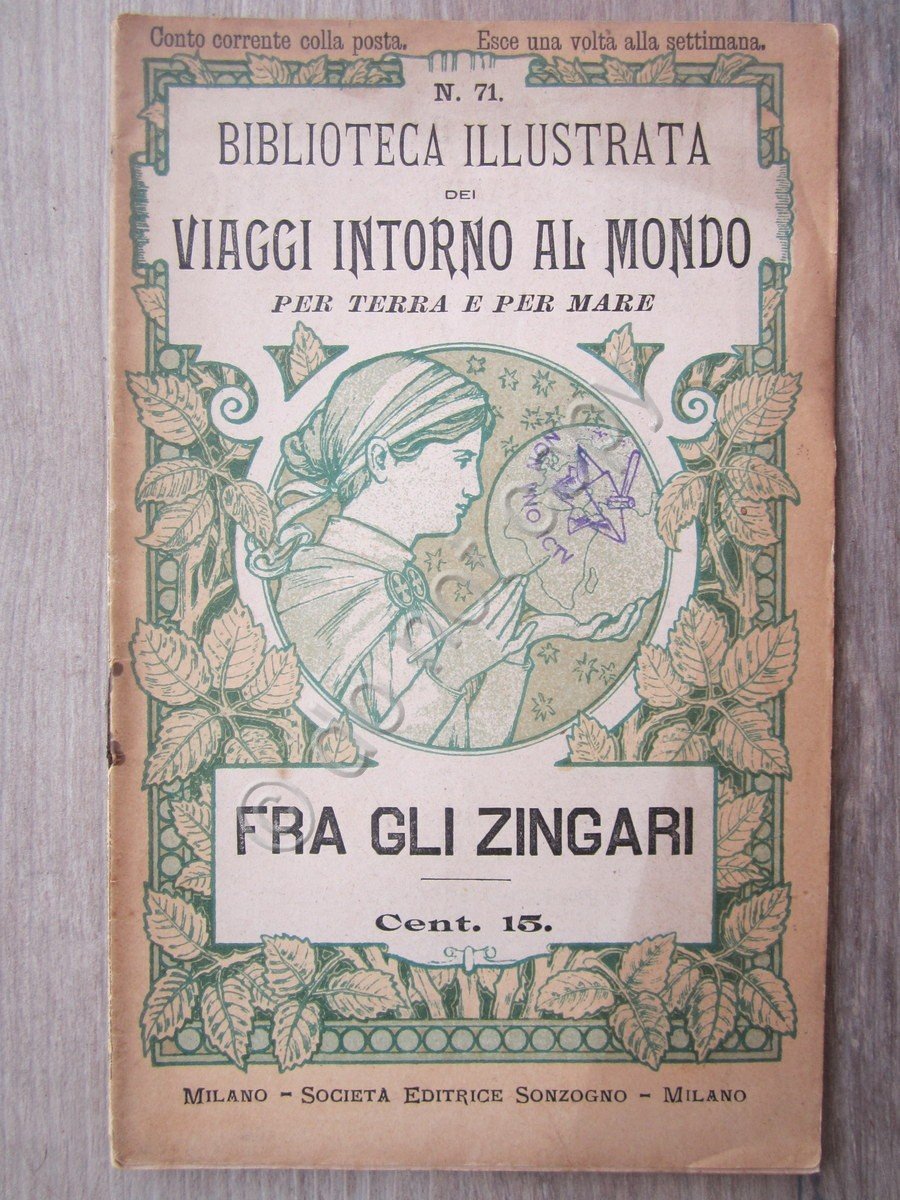 Conto corrente colla posta. Esce una volta alla settimana.
N. 71.
BIBLIOTECA ILLUSTRATA
DEI
VIAGGI INTORNO AL MONDO
PER TERRA E PER MARE
FRA GLI ZINGARI
Cent. 15.
MILANO - SOCIETÀ EDITRICE SONZOGNO - MILANO